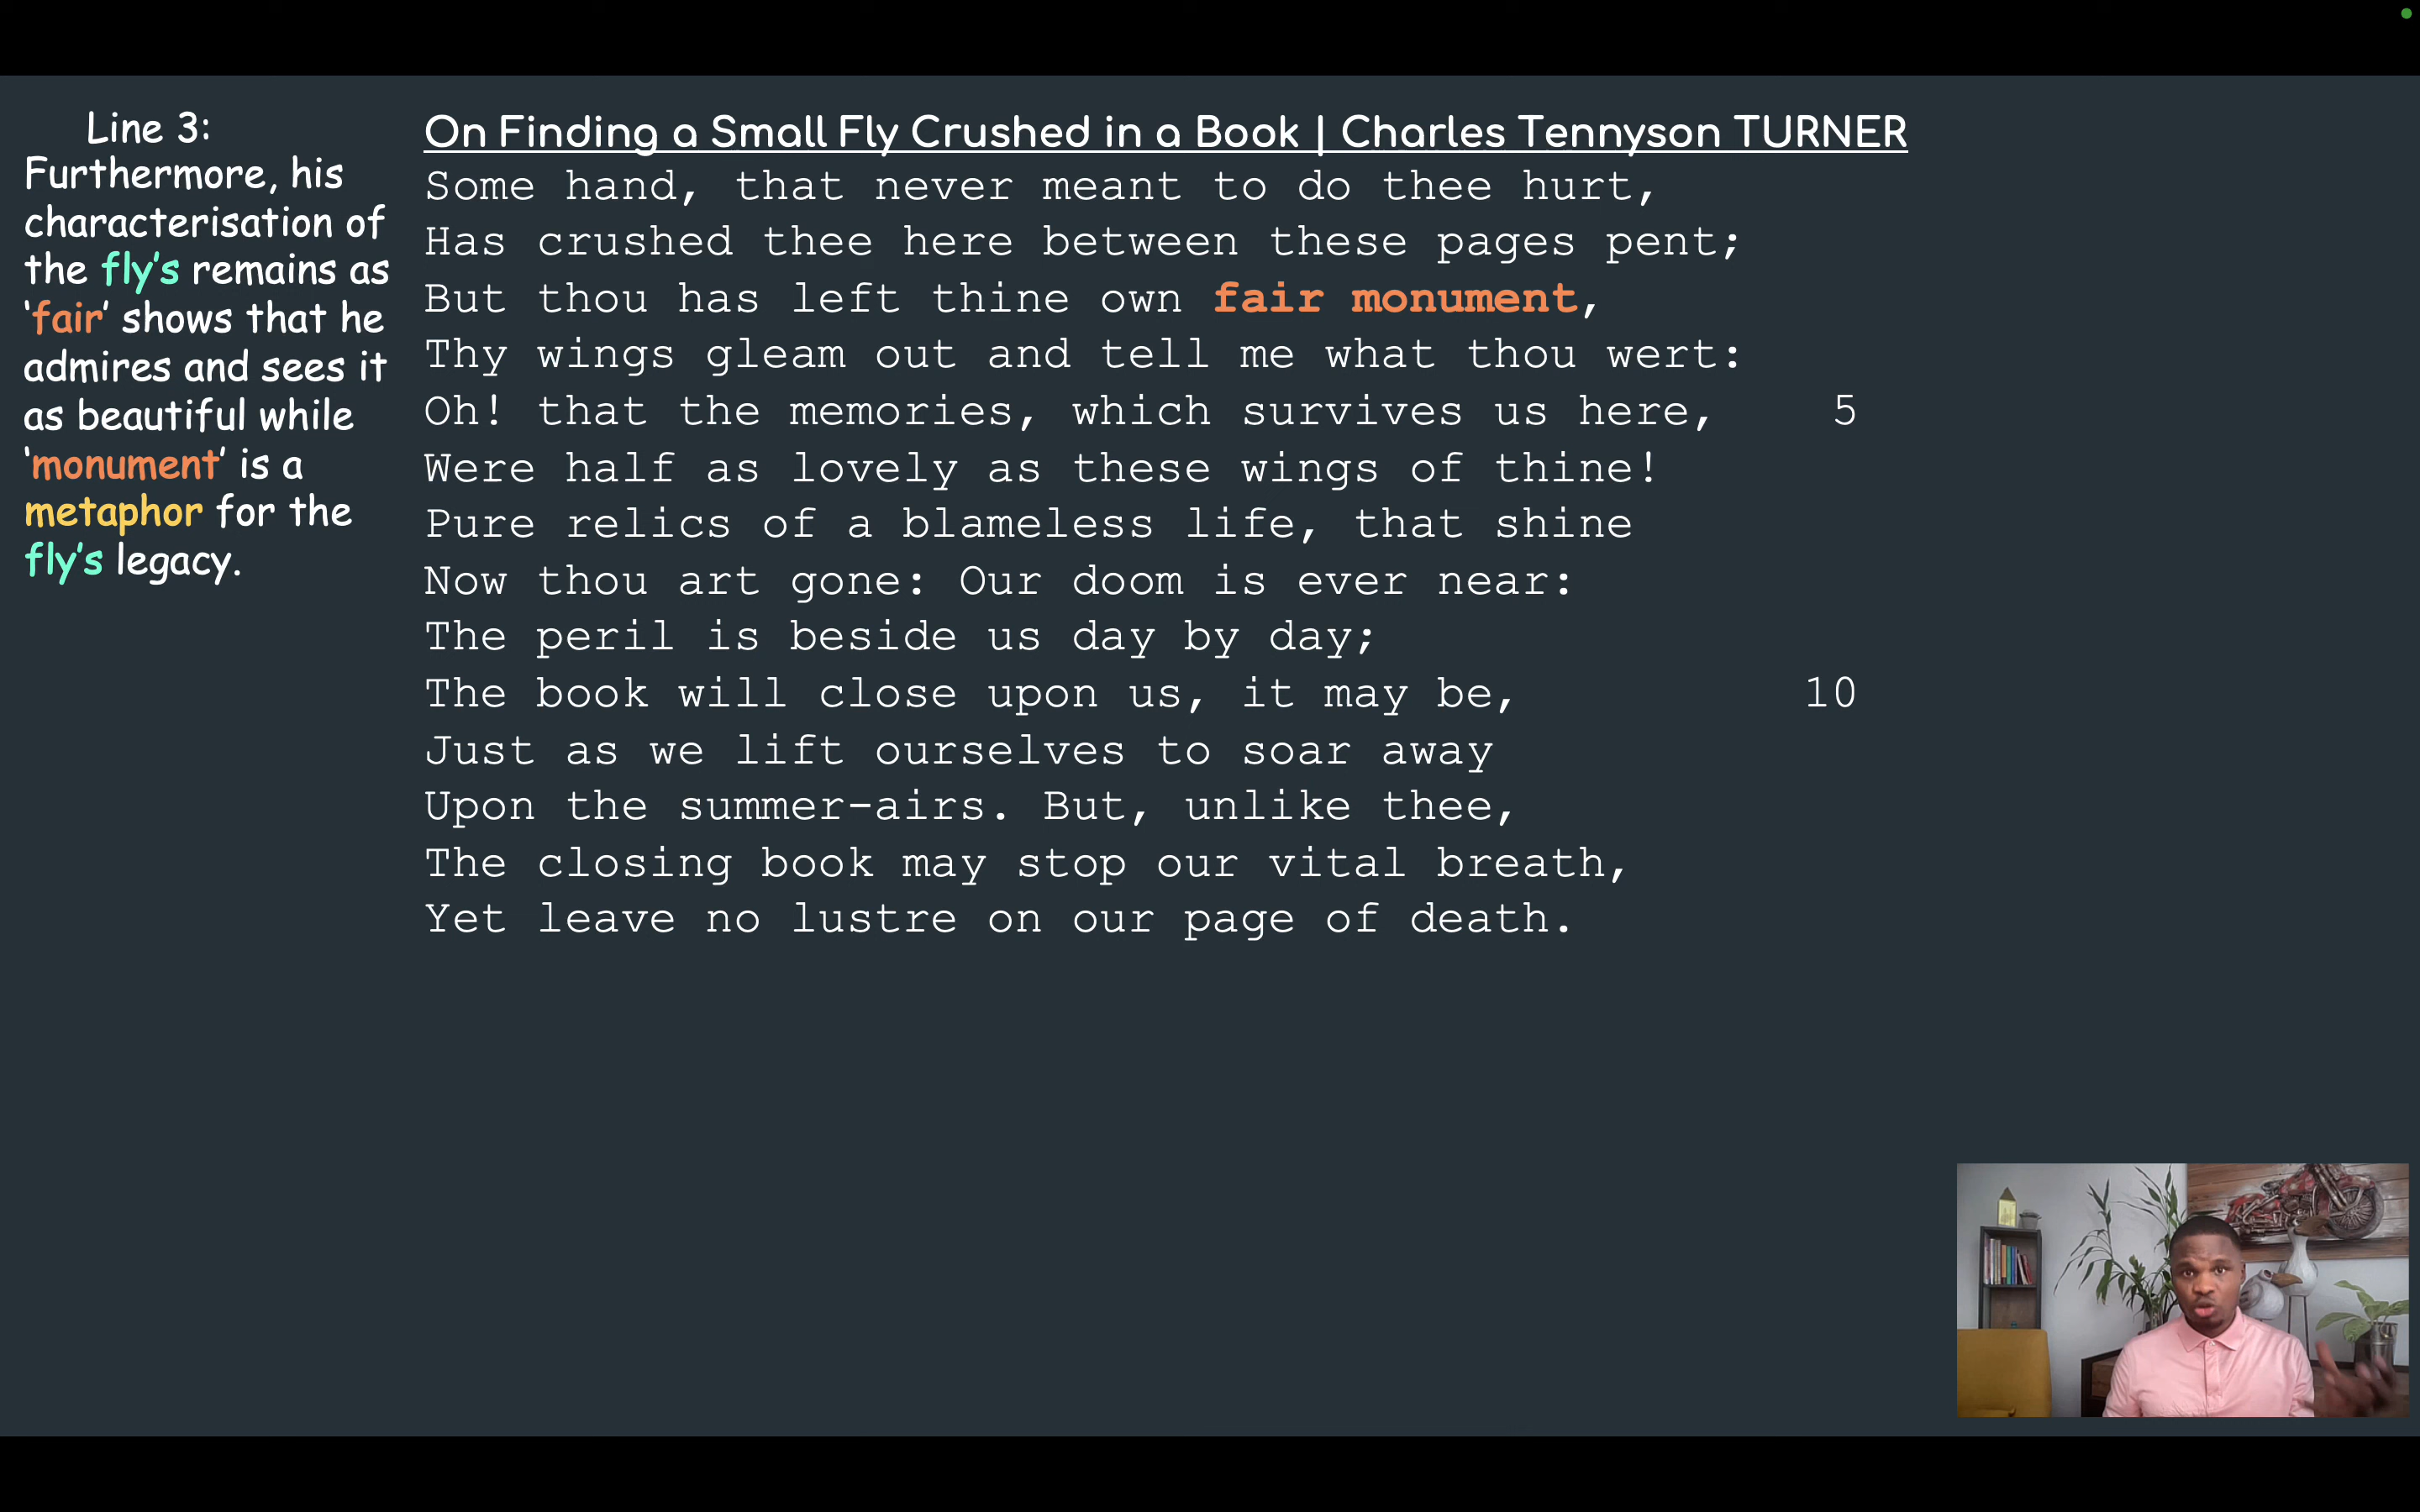 Line 3:
Furthermore, his
characterisation of
the fly's remains as
'fair' shows that he
admires and sees it
as beautiful while
'monument' is a
metaphor for the
fly's legacy.
On Finding a Small Fly Crushed in a Book | Charles Tennyson TURNER
Some hand, that never meant to do thee hurt,
Has crushed thee here between these pages pent;
But thou has left thine own fair monument,
Thy wings gleam out and tell me what thou wert:
Oh! that the memories, which survives us here, 5
Were half as lovely as these wings of thine!
Pure relics of a blameless life, that shine
Now thou art gone: Our doom is ever near:
The peril is beside us day by day;
The book will close upon us, it may be, 10
Just as we lift ourselves to soar away
Upon the summer-airs. But, unlike thee,
The closing book may stop our vital breath,
Yet leave no lustre on our page of death.